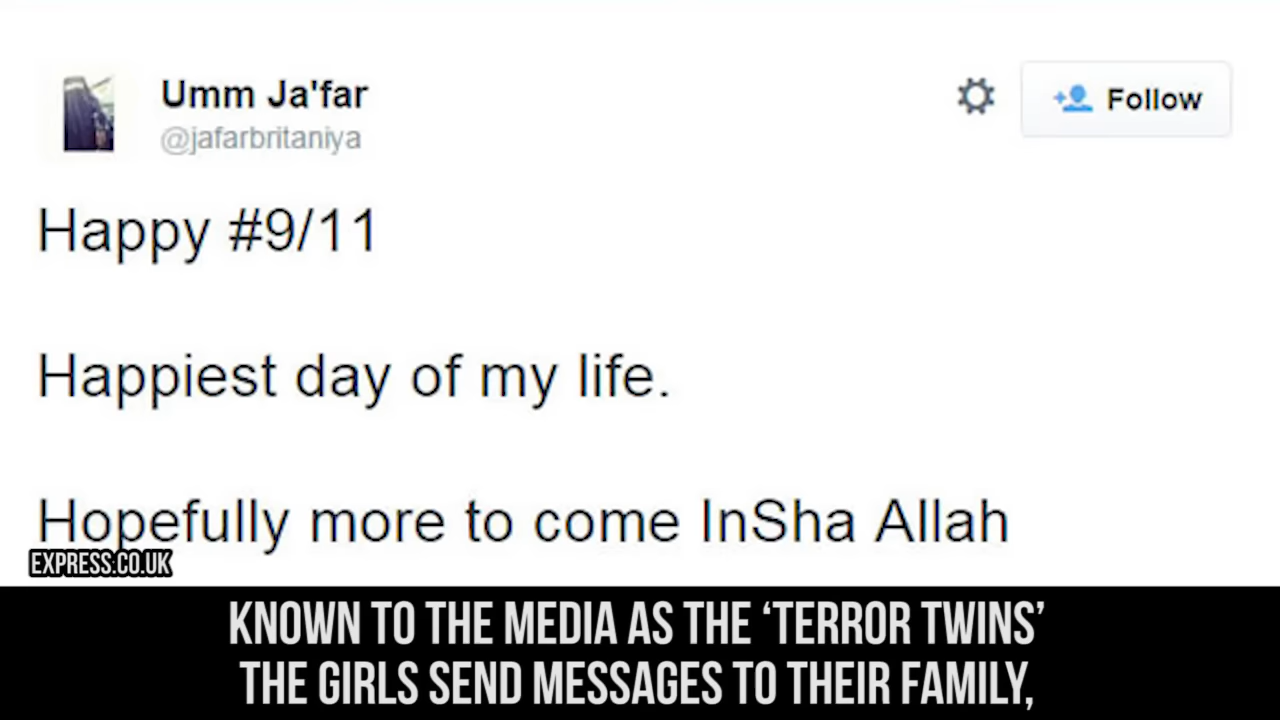 Umm Ja'far
Follow
@jafarbritaniya
Happy #9/11
Happiest day of my life.
Hopefully more to come InSha Allah
EXPRESS.CO.UK
KNOWN TO THE MEDIA AS THE ‘TERROR TWINS’
THE GIRLS SEND MESSAGES TO THEIR FAMILY,